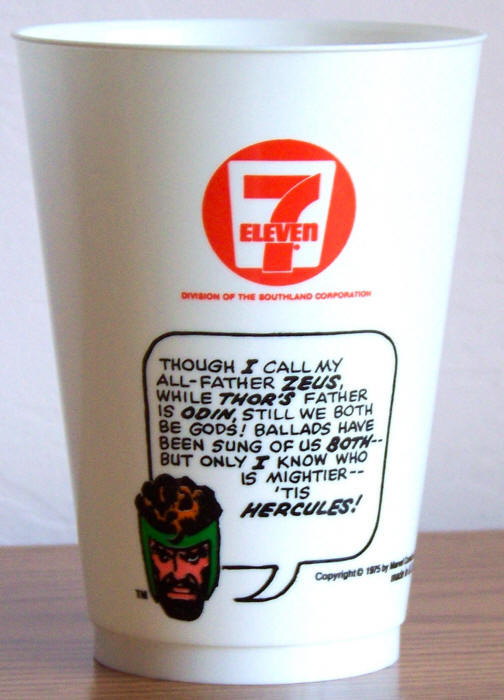 7
ELEVEn
DIVISION OF THE SOUTHLAND CORPORATION
THOUGH I CALL MY
ALL-FATHER ZEUS,
WHILE THOR'S FATHER
IS ODIN, STILL WE BOTH
BE GODS! BALLADS HAVE
BEEN SUNG OF US BOTH--
BUT ONLY I KNOW WHO
IS MIGHTIER--
'TIS
HERCULES!
TM
Copyright © 1975 by Marvel
made